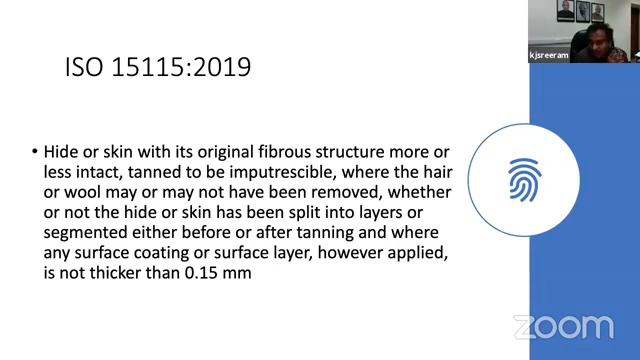 kjsreeram
ISO 15115:2019
• Hide or skin with its original fibrous structure more or
less intact, tanned to be imputrescible, where the hair
or wool may or may not have been removed, whether
or not the hide or skin has been split into layers or
segmented either before or after tanning and where
any surface coating or surface layer, however applied,
is not thicker than 0.15 mm
zoom